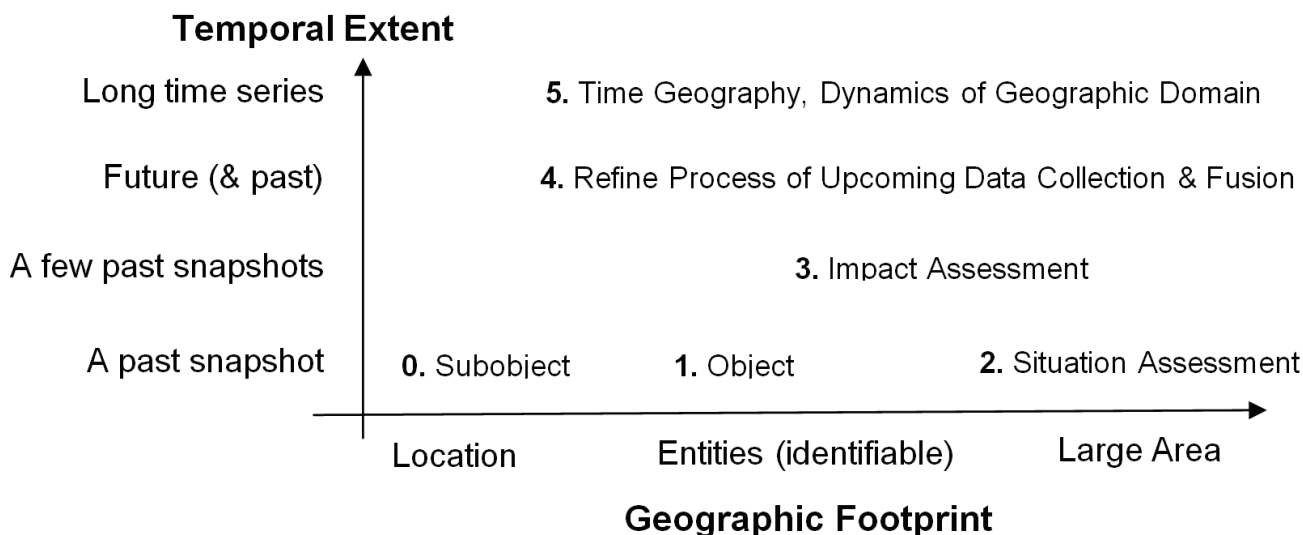 Temporal Extent
Long time series
5. Time Geography, Dynamics of Geographic Domain
Future (& past)
4. Refine Process of Upcoming Data Collection & Fusion
A few past snapshots
3. Impact Assessment
A past snapshot
0. Subobject
1. Object
2. Situation Assessment
Location
Entities (identifiable)
Large Area
Geographic Footprint